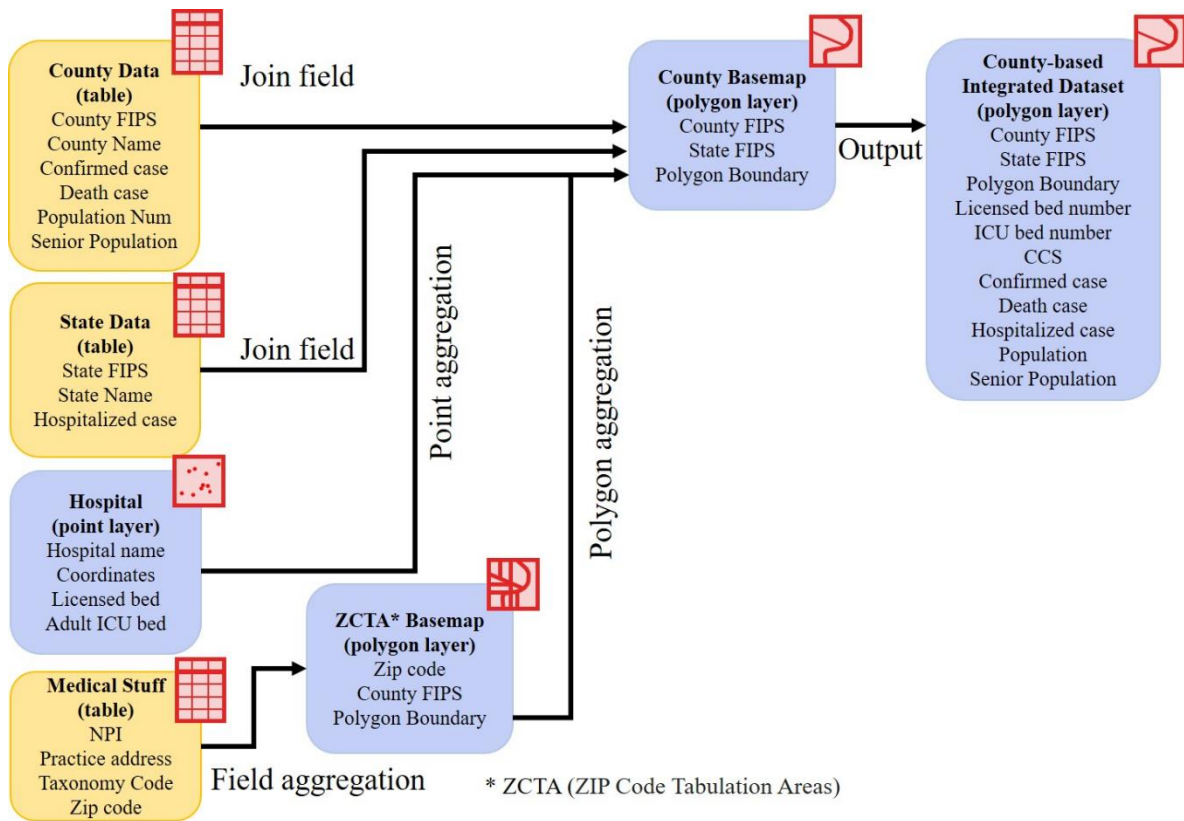 County Data
(table)
County FIPS
County Name
Confirmed case
Death case
Population Num
Senior Population
Join field
State Data
(table)
State FIPS
State Name
Hospitalized case
Join field
Hospital
(point layer)
Hospital name
Coordinates
Licensed bed
Adult ICU bed
Point aggregation
Medical Stuff
(table)
NPI
Practice address
Taxonomy Code
Zip code
Field aggregation
ZCTA* Basemap
(polygon layer)
Zip code
County FIPS
Polygon Boundary
Polygon aggregation
County Basemap
(polygon layer)
County FIPS
State FIPS
Polygon Boundary
Output
County-based
Integrated Dataset
(polygon layer)
County FIPS
State FIPS
Polygon Boundary
Licensed bed number
ICU bed number
CCS
Confirmed case
Death case
Hospitalized case
Population
Senior Population
* ZCTA (ZIP Code Tabulation Areas)